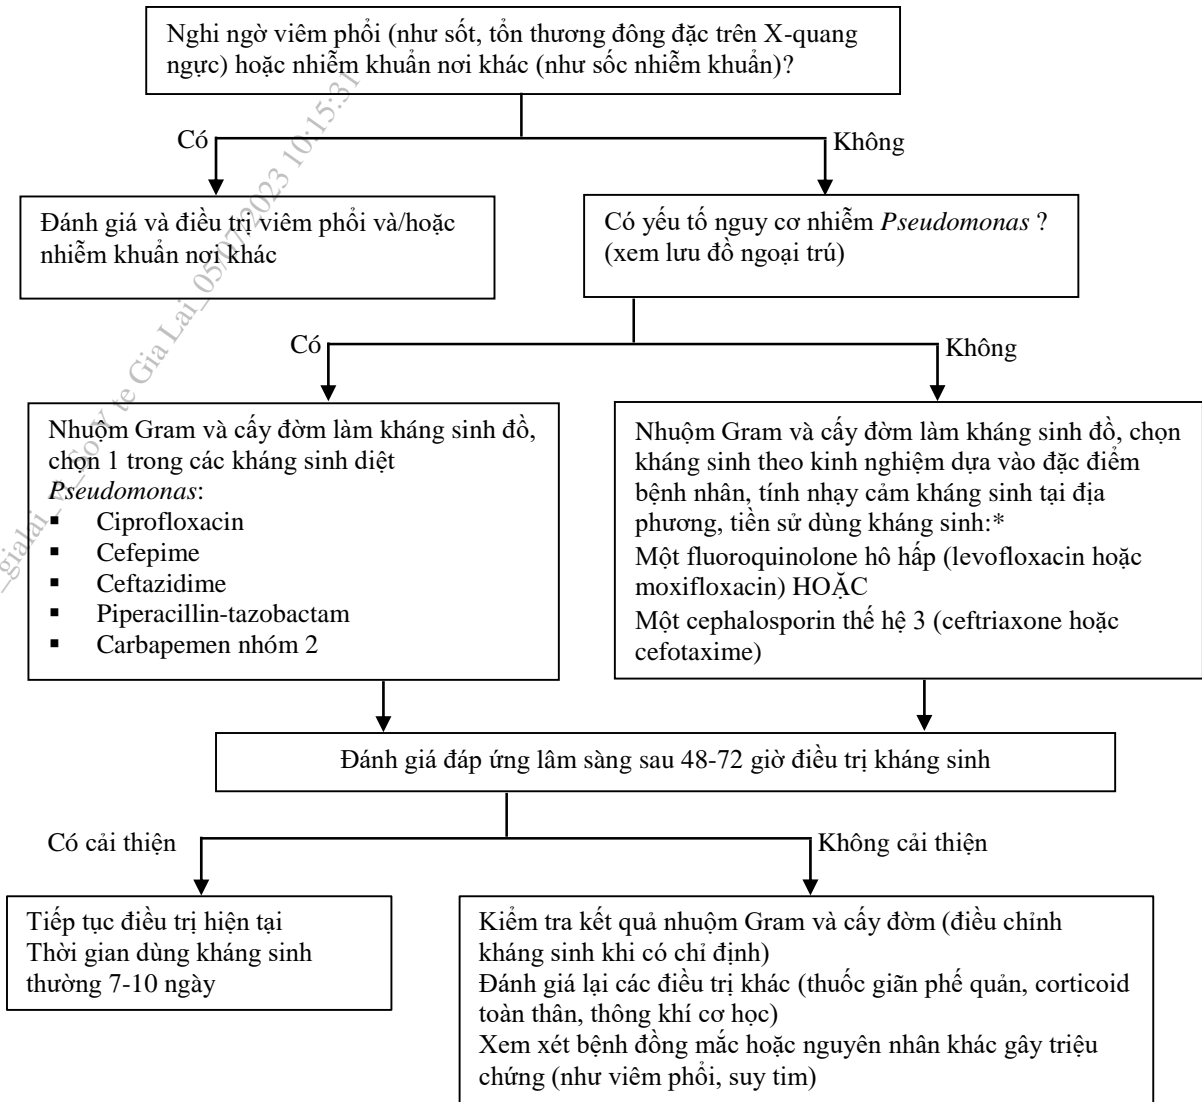 Nghi ngờ viêm phổi (như sốt, tổn thương đông đặc trên X-quang
ngực) hoặc nhiễm khuẩn nơi khác (như sốc nhiễm khuẩn)?
Có
Không
Đánh giá và điều trị viêm phổi và/hoặc
nhiễm khuẩn nơi khác
Có yếu tố nguy cơ nhiễm Pseudomonas ?
(xem lưu đồ ngoại trú)
Có
Không
Nhuộm Gram và cấy đờm làm kháng sinh đồ,
chọn 1 trong các kháng sinh diệt
Pseudomonas:
▪ Ciprofloxacin
▪ Cefepime
▪ Ceftazidime
▪ Piperacillin-tazobactam
▪ Carbapemen nhóm 2
Nhuộm Gram và cấy đờm làm kháng sinh đồ, chọn
kháng sinh theo kinh nghiệm dựa vào đặc điểm
bệnh nhân, tính nhạy cảm kháng sinh tại địa
phương, tiền sử dùng kháng sinh:*
Một fluoroquinolone hô hấp (levofloxacin hoặc
moxifloxacin) HOẶC
Một cephalosporin thế hệ 3 (ceftriaxone hoặc
cefotaxime)
Đánh giá đáp ứng lâm sàng sau 48-72 giờ điều trị kháng sinh
Có cải thiện
Không cải thiện
Tiếp tục điều trị hiện tại
Thời gian dùng kháng sinh
thường 7-10 ngày
Kiểm tra kết quả nhuộm Gram và cấy đờm (điều chỉnh
kháng sinh khi có chỉ định)
Đánh giá lại các điều trị khác (thuốc giãn phế quản, corticoid
toàn thân, thông khí cơ học)
Xem xét bệnh đồng mắc hoặc nguyên nhân khác gây triệu
chứng (như viêm phổi, suy tim)
So Y te Gia Lai_05/07/2023 10:15:31